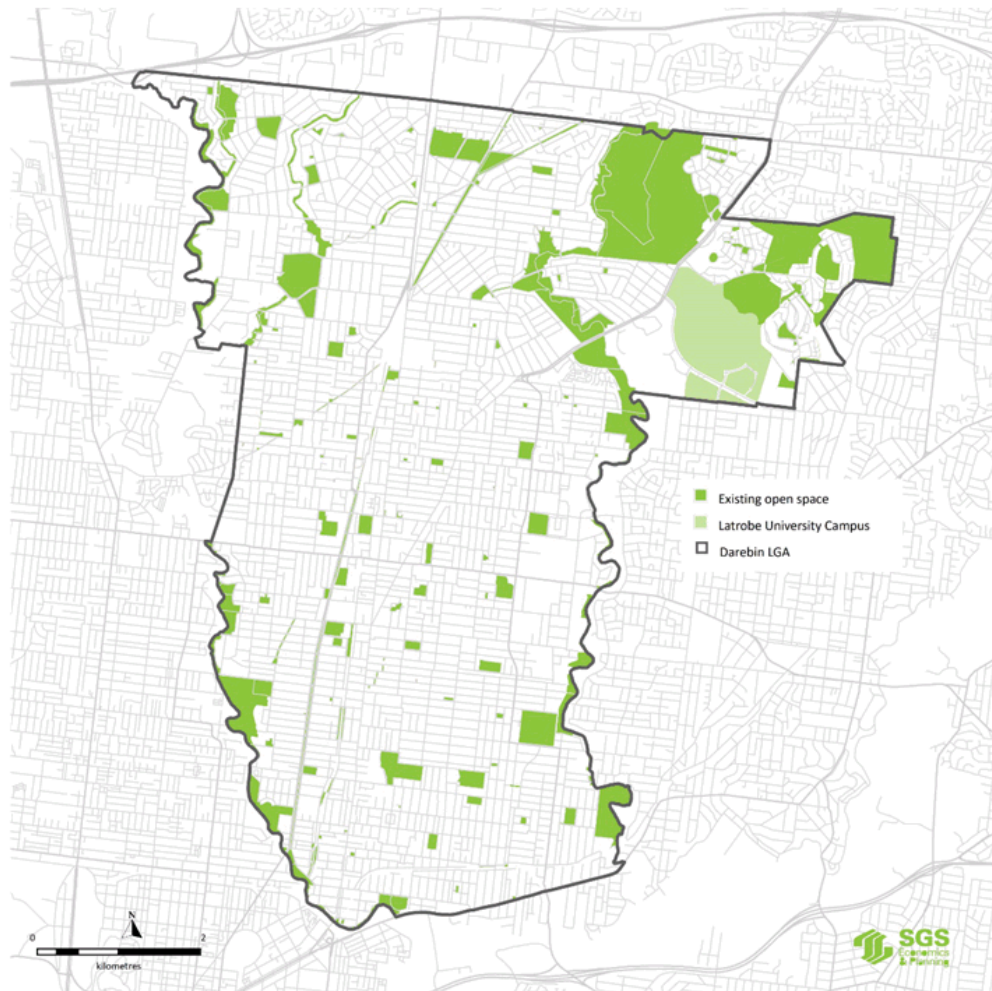 Existing open space
Latrobe University Campus
Darebin LGA
N
0 2
kilometres
SGS
Economics
& Planning